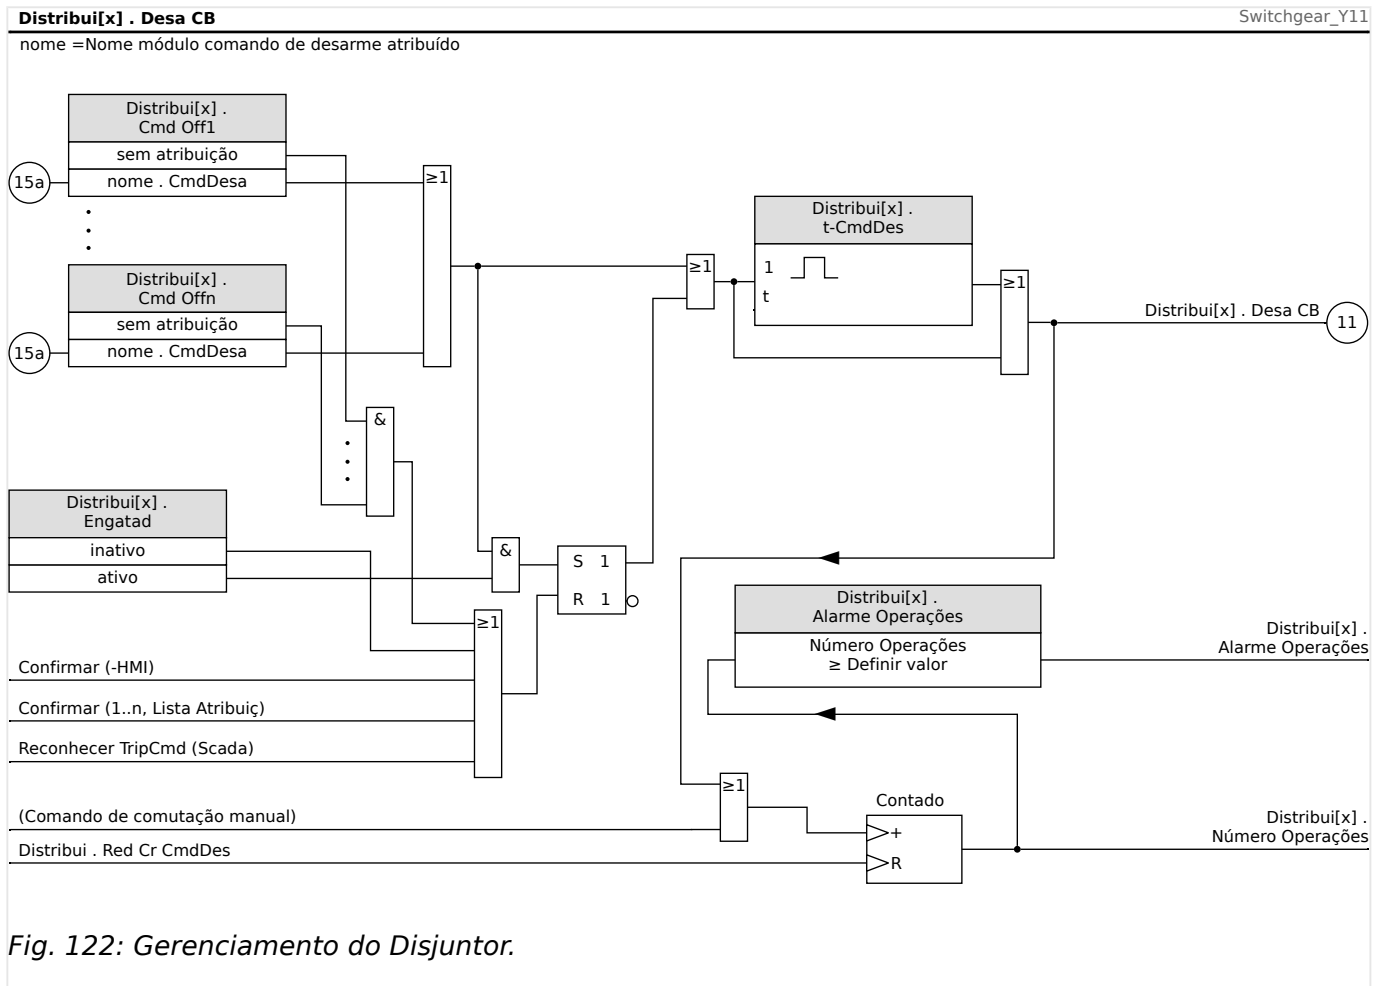 Distribui[x] . Desa CB
Switchgear_Y11
nome =Nome módulo comando de desarme atribuído
Distribui[x] .
Cmd Off1
sem atribuição
15a
nome . CmdDesa
≥1
Distribui[x] .
t-CmdDes
1
t
≥1
≥1
Distribui[x] . Desa CB
11
Distribui[x] .
Cmd Offn
sem atribuição
15a
nome . CmdDesa
&
Distribui[x] .
Engatad
inativo
ativo
&
S 1
R 1
≥1
Distribui[x] .
Alarme Operações
Número Operações
≥ Definir valor
Distribui[x] .
Alarme Operações
Confirmar (-HMI)
Confirmar (1..n, Lista Atribuiç)
Reconhecer TripCmd (Scada)
≥1
Contado
(Comando de comutação manual)
+
Distribui . Red Cr CmdDes
R
Distribui[x] .
Número Operações
Fig. 122: Gerenciamento do Disjuntor.